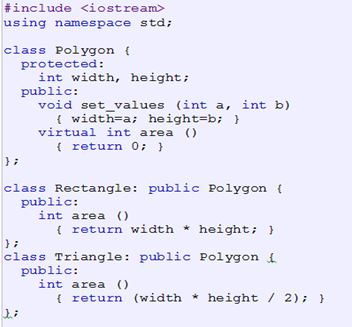 #include <iostream>
using namespace std;

class Polygon {
  protected:
    int width, height;
  public:
    void set_values (int a, int b)
      { width=a; height=b; }
    virtual int area ()
      { return 0; }
};

class Rectangle: public Polygon {
  public:
    int area ()
      { return width * height; }
};
class Triangle: public Polygon {
  public:
    int area ()
      { return (width * height / 2); }
};